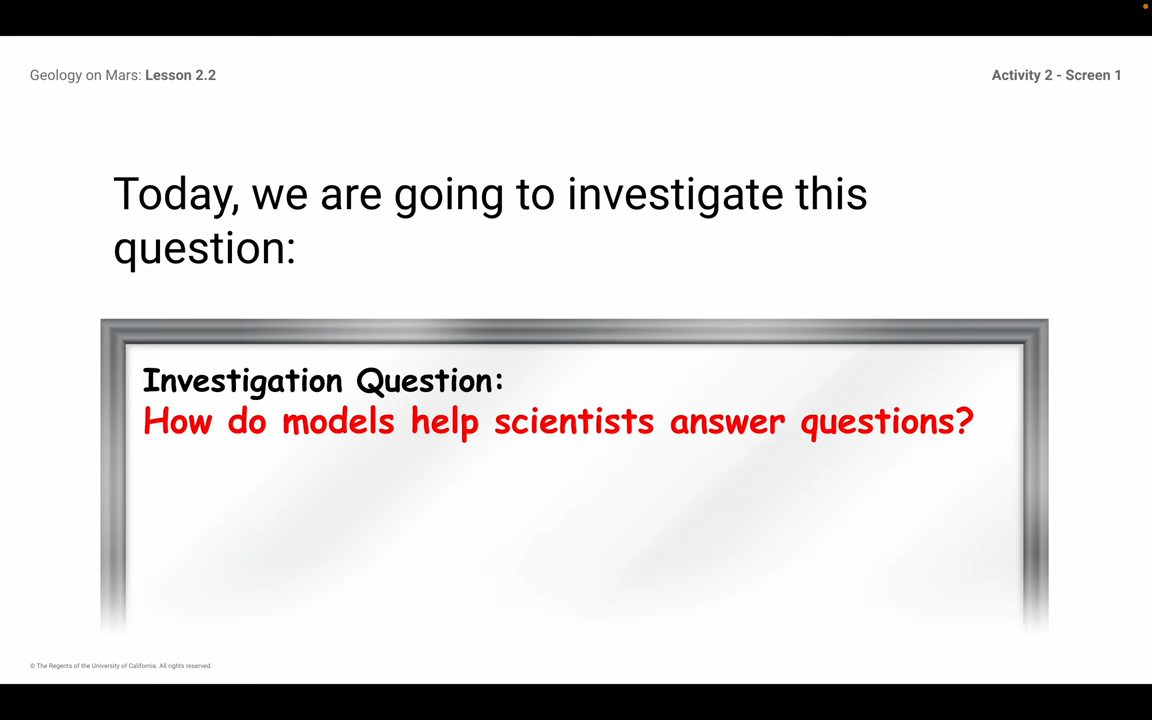 Geology on Mars: Lesson 2.2
Activity 2 - Screen 1
Today, we are going to investigate this
question:
Investigation Question:
How do models help scientists answer questions?
© The Regents of the University of California. All rights reserved.